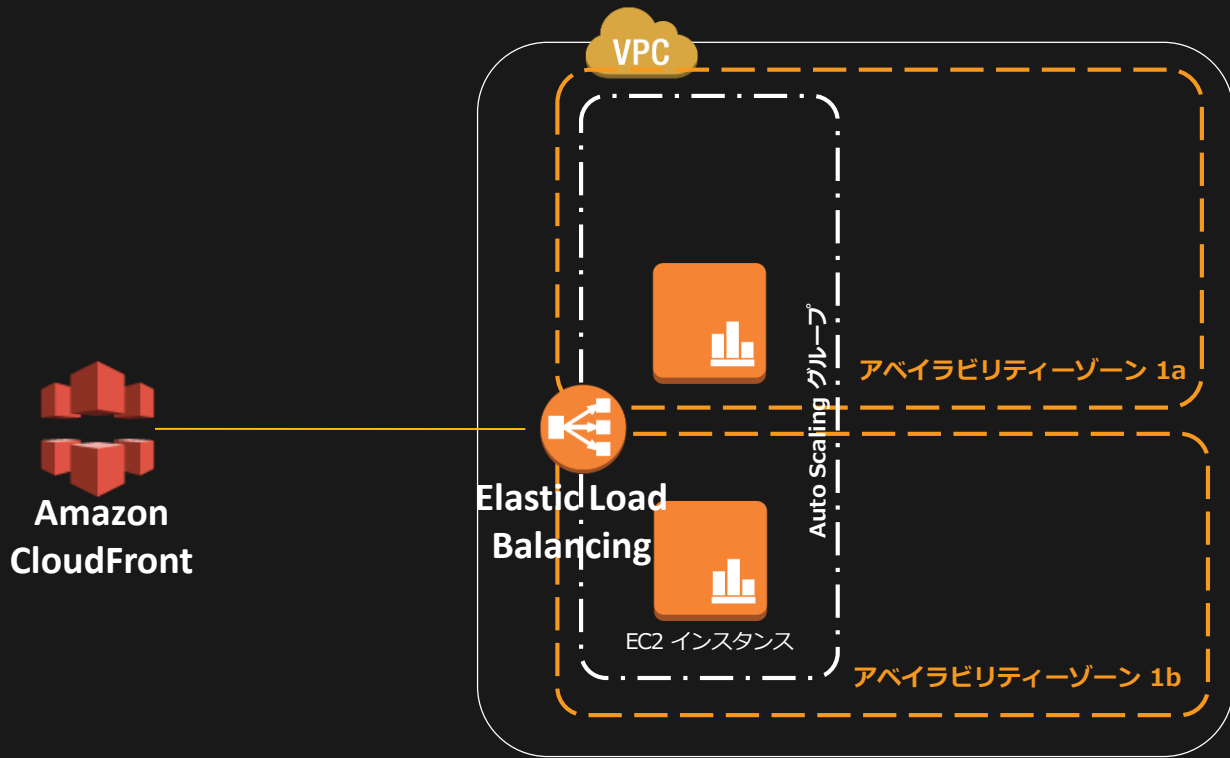 VPC
アベイラビリティーゾーン 1a
Auto Scaling グループ
Amazon
CloudFront
Elastic Load
Balancing
EC2 インスタンス
アベイラビリティーゾーン 1b